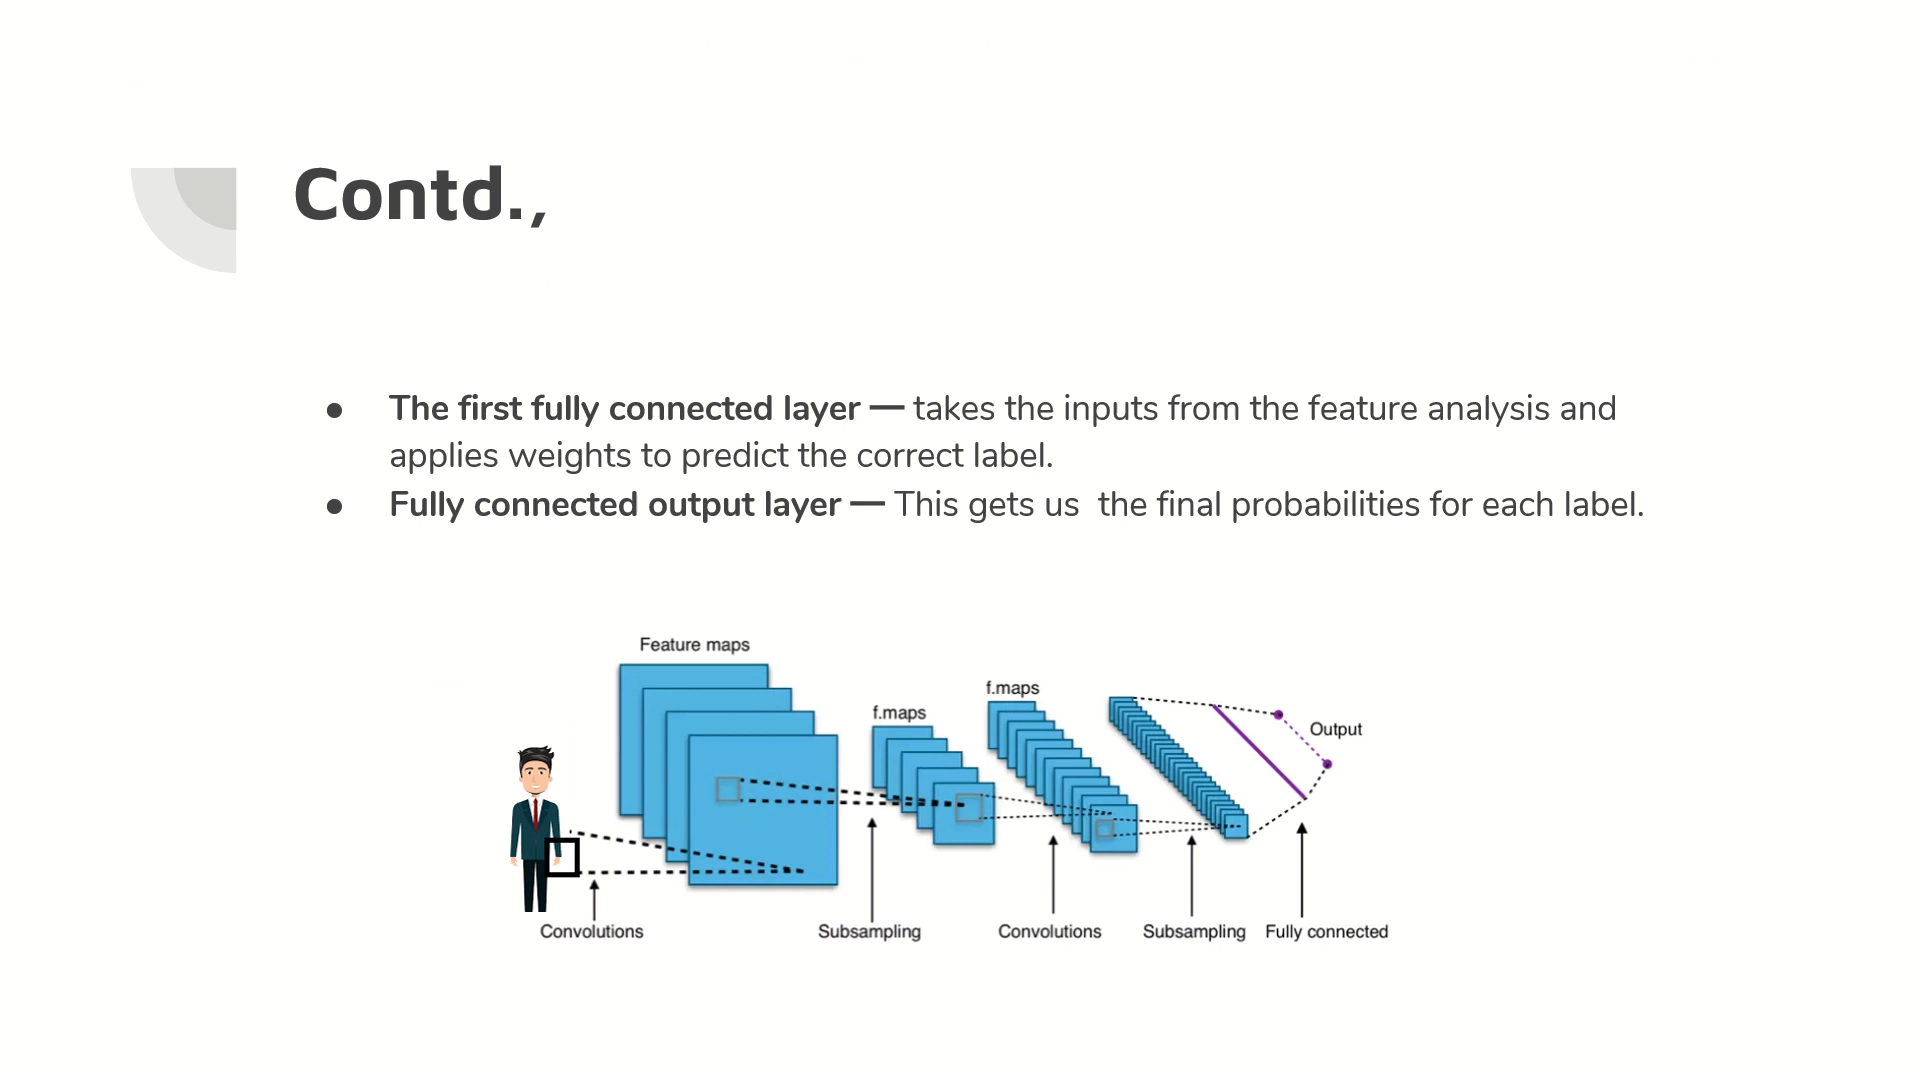 Contd.,
● The first fully connected layer — takes the inputs from the feature analysis and
applies weights to predict the correct label.
● Fully connected output layer — This gets us  the final probabilities for each label.
Feature maps
f.maps
f.maps
Output
Convolutions
Subsampling
Convolutions
Subsampling
Fully connected